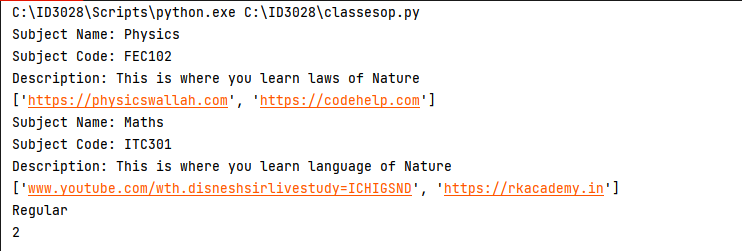 C:\ID3028\Scripts\python.exe C:\ID3028\classesop.py
Subject Name: Physics
Subject Code: FEC102
Description: This is where you learn laws of Nature
['https://physicswallah.com', 'https://codehelp.com']
Subject Name: Maths
Subject Code: ITC301
Description: This is where you learn language of Nature
['www.youtube.com/wth.disneshsirlivestudy=ICHIGSND', 'https://rkacademy.in']
Regular
2